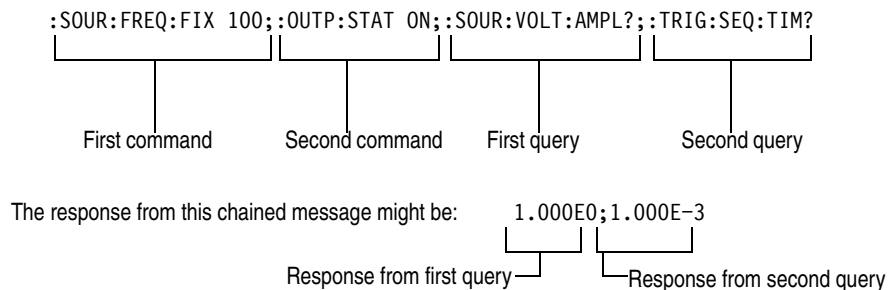 :SOUR:FREQ:FIX 100;:OUTP:STAT ON;:SOUR:VOLT:AMPL?;:TRIG:SEQ:TIM?
First command Second command First query Second query
The response from this chained message might be: 1.000E0;1.000E-3
Response from first query Response from second query